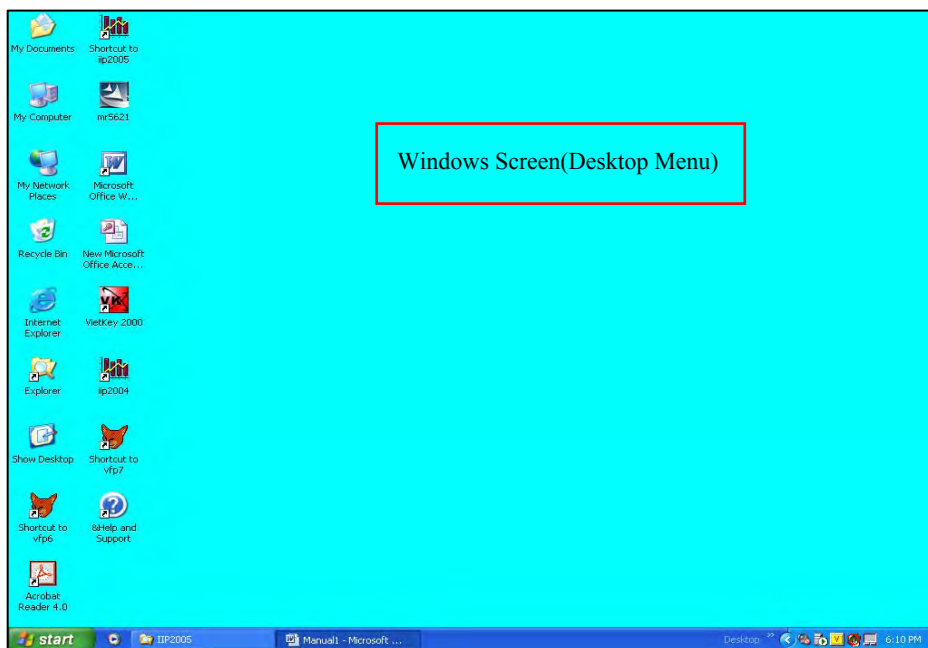 My Documents
Shortcut to
iip2005
My Computer
mr5621
My Network
Places
Microsoft
Office W...
Recycle Bin
New Microsoft
Office Acce...
Internet
Explorer
VK
VietKey 2000
Explorer
iip2004
Show Desktop
Shortcut to
vfp7
Shortcut to
vfp6
&Help and
Support
Acrobat
Reader 4.0
Windows Screen(Desktop Menu)
start
IIP2005
Manual1 - Microsoft ...
Desktop
V
6:10 PM